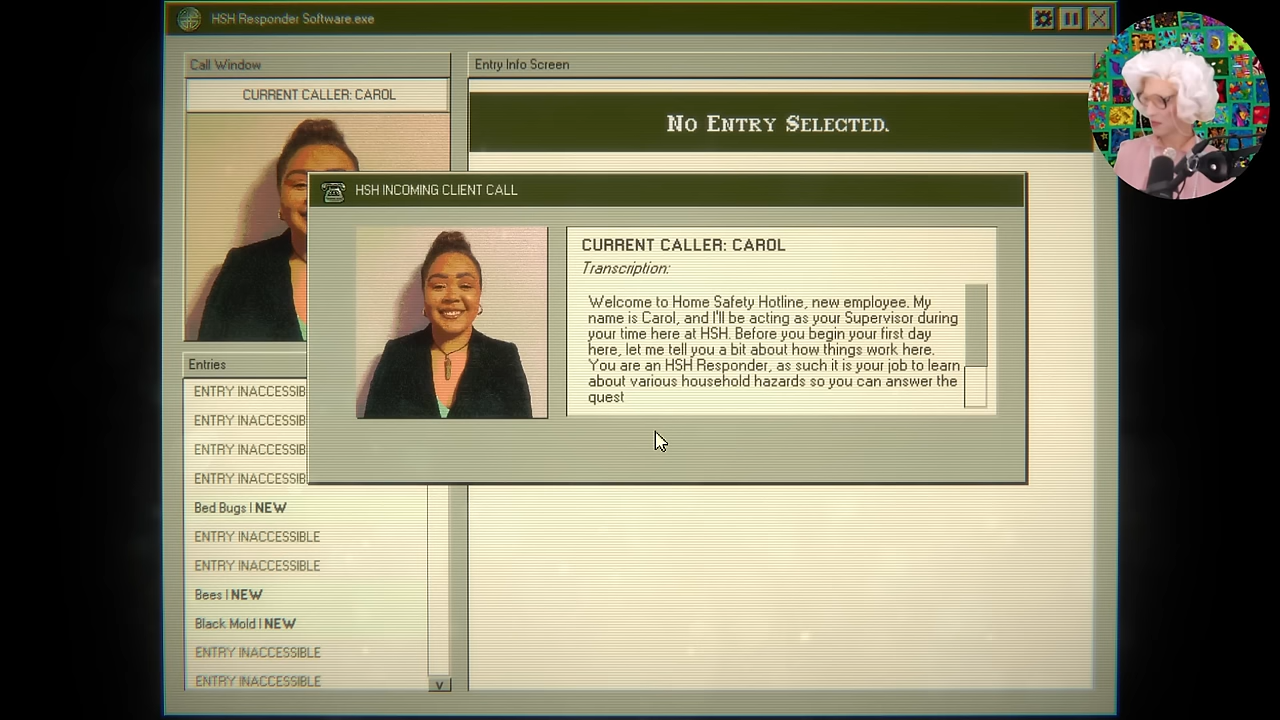 HSH Responder Software.exe
Call Window
CURRENT CALLER: CAROL
Entry Info Screen
NO ENTRY SELECTED.
HSH INCOMING CLIENT CALL
CURRENT CALLER: CAROL
Transcription:
Welcome to Home Safety Hotline, new employee. My
name is Carol, and I'll be acting as your Supervisor during
your time here at HSH. Before you begin your first day
here, let me tell you a bit about how things work here.
You are an HSH Responder, as such it is your job to learn
about various household hazards so you can answer the
quest
Entries
ENTRY INACCESSIB
ENTRY INACCESSIB
ENTRY INACCESSIB
ENTRY INACCESSIB
Bed Bugs | NEW
ENTRY INACCESSIBLE
ENTRY INACCESSIBLE
Bees | NEW
Black Mold | NEW
ENTRY INACCESSIBLE
ENTRY INACCESSIBLE